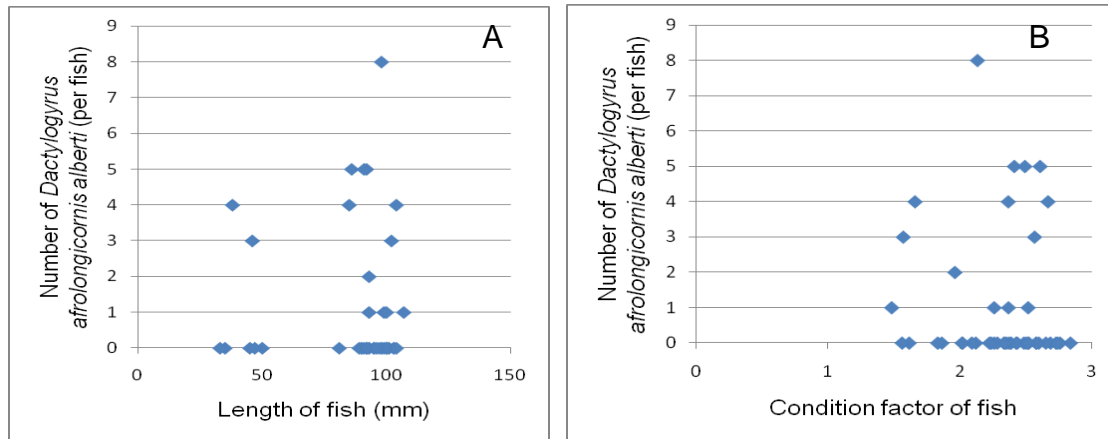 A
Number of Dactylogyrus
afrolongicornis alberti (per fish)
9
8
7
6
5
4
3
2
1
0
0 50 100 150
Length of fish (mm)
B
Number of Dactylogyrus
afrolongicornis alberti (per fish)
9
8
7
6
5
4
3
2
1
0
0 1 2 3
Condition factor of fish